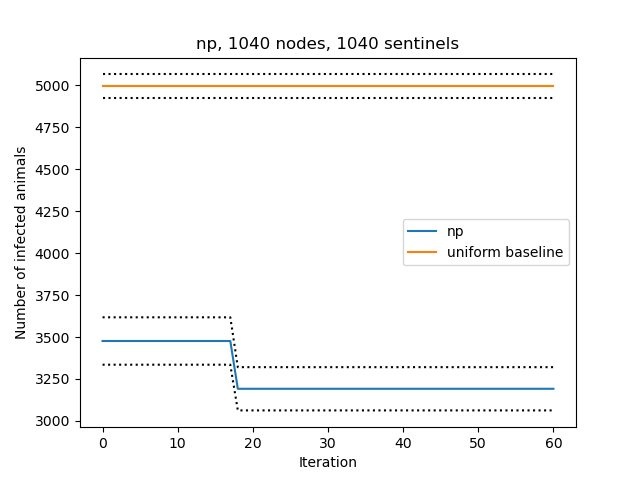 np, 1040 nodes, 1040 sentinels
5000
4750
4500
4250
4000
3750
3500
3250
3000
Number of infected animals
np
uniform baseline
0 10 20 30 40 50 60
Iteration